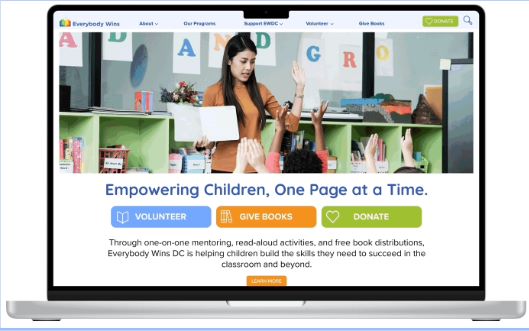 Everybody Wins
About
Our Programs
Support EWDC
Volunteer
Give Books
DONATE
A A D G R O
Empowering Children, One Page at a Time.
VOLUNTEER
GIVE BOOKS
DONATE
Through one-on-one mentoring, read-aloud activities, and free book distributions,
Everybody Wins DC is helping children build the skills they need to succeed in the
classroom and beyond.
LEARN MORE